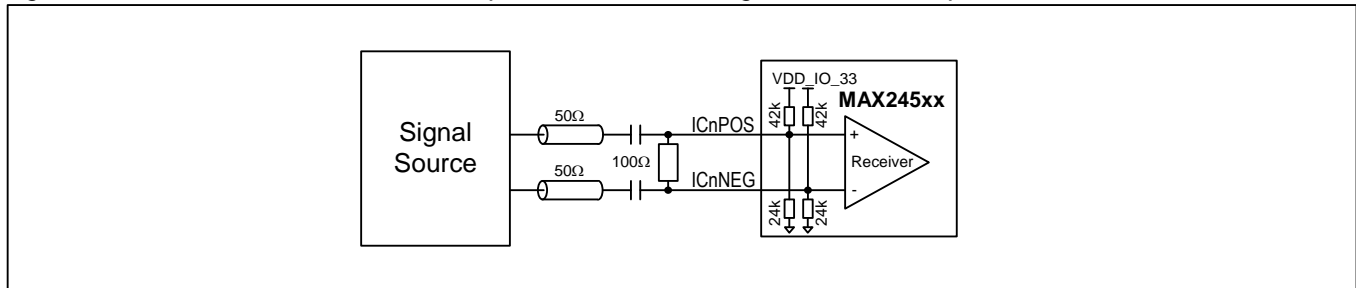 VDD_IO_33
MAX245xx
42k
42k
50Ω
ICnPOS
+
Signal
Source
100Ω
Receiver
50Ω
ICnNEG
-
24k
24k